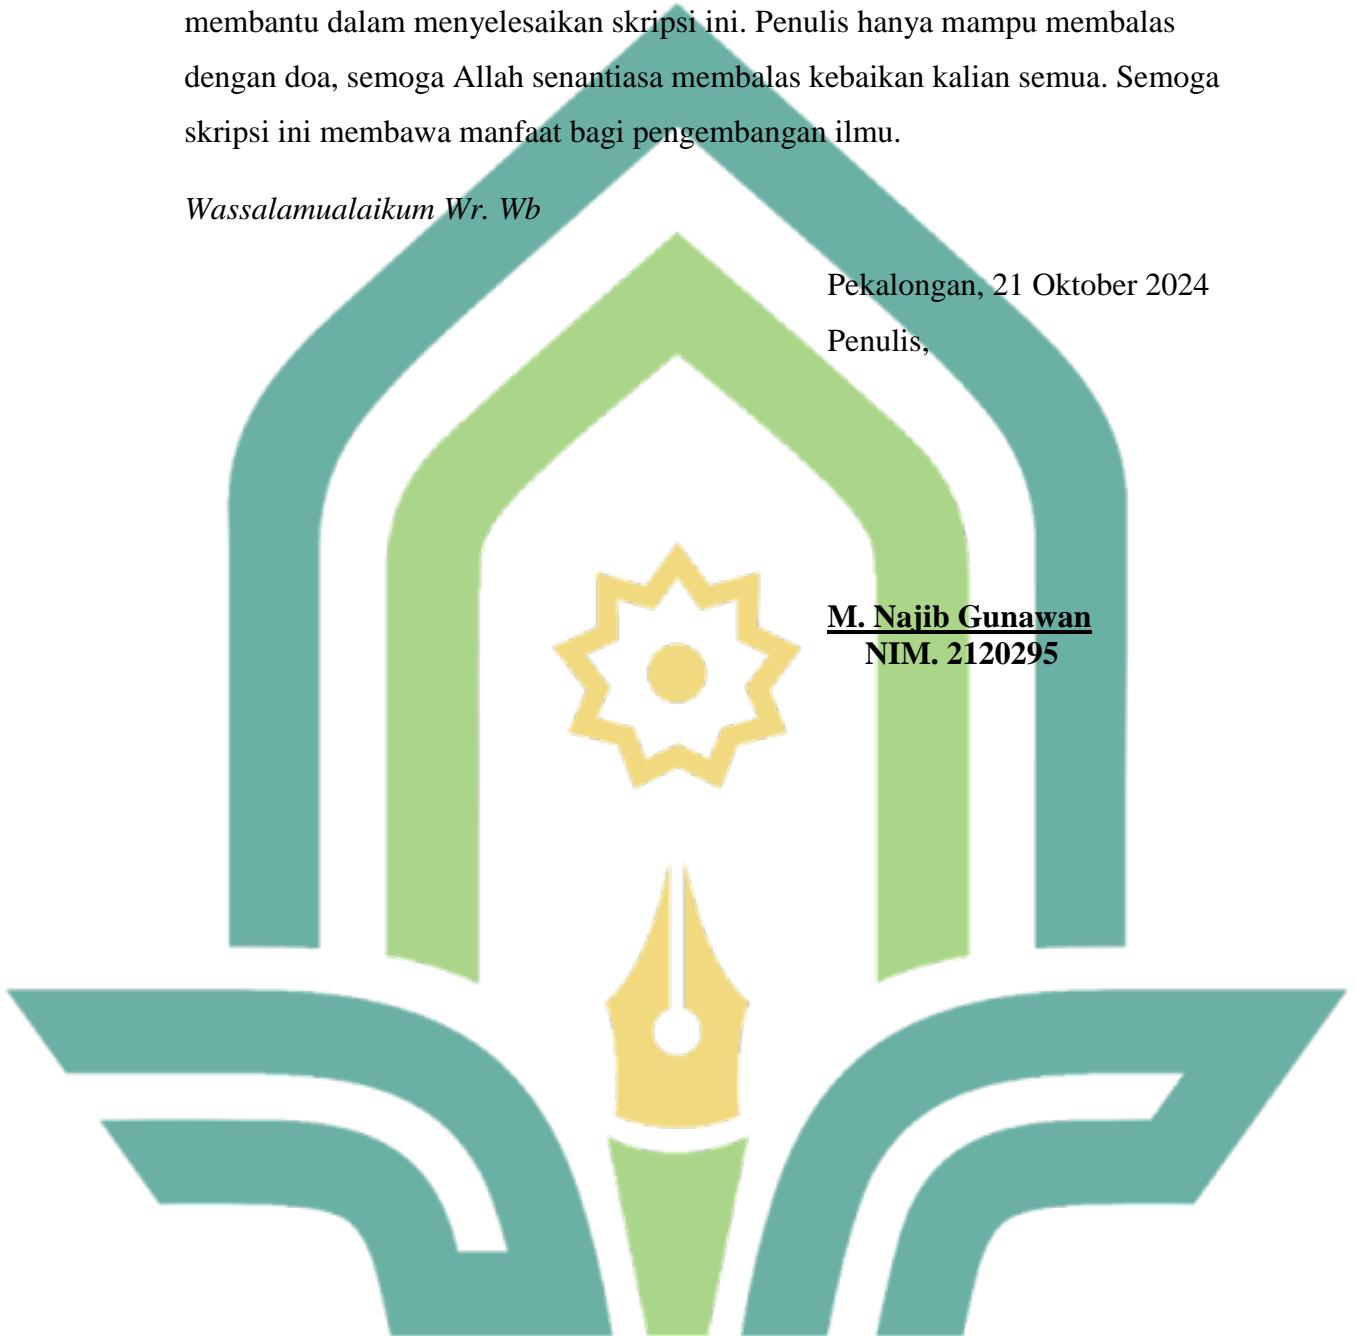 membantu dalam menyelesaikan skripsi ini. Penulis hanya mampu membalas
dengan doa, semoga Allah senantiasa membalas kebaikan kalian semua. Semoga
skripsi ini membawa manfaat bagi pengembangan ilmu.
Wassalamualaikum Wr. Wb
Pekalongan, 21 Oktober 2024
Penulis,
M. Najib Gunawan
NIM. 2120295